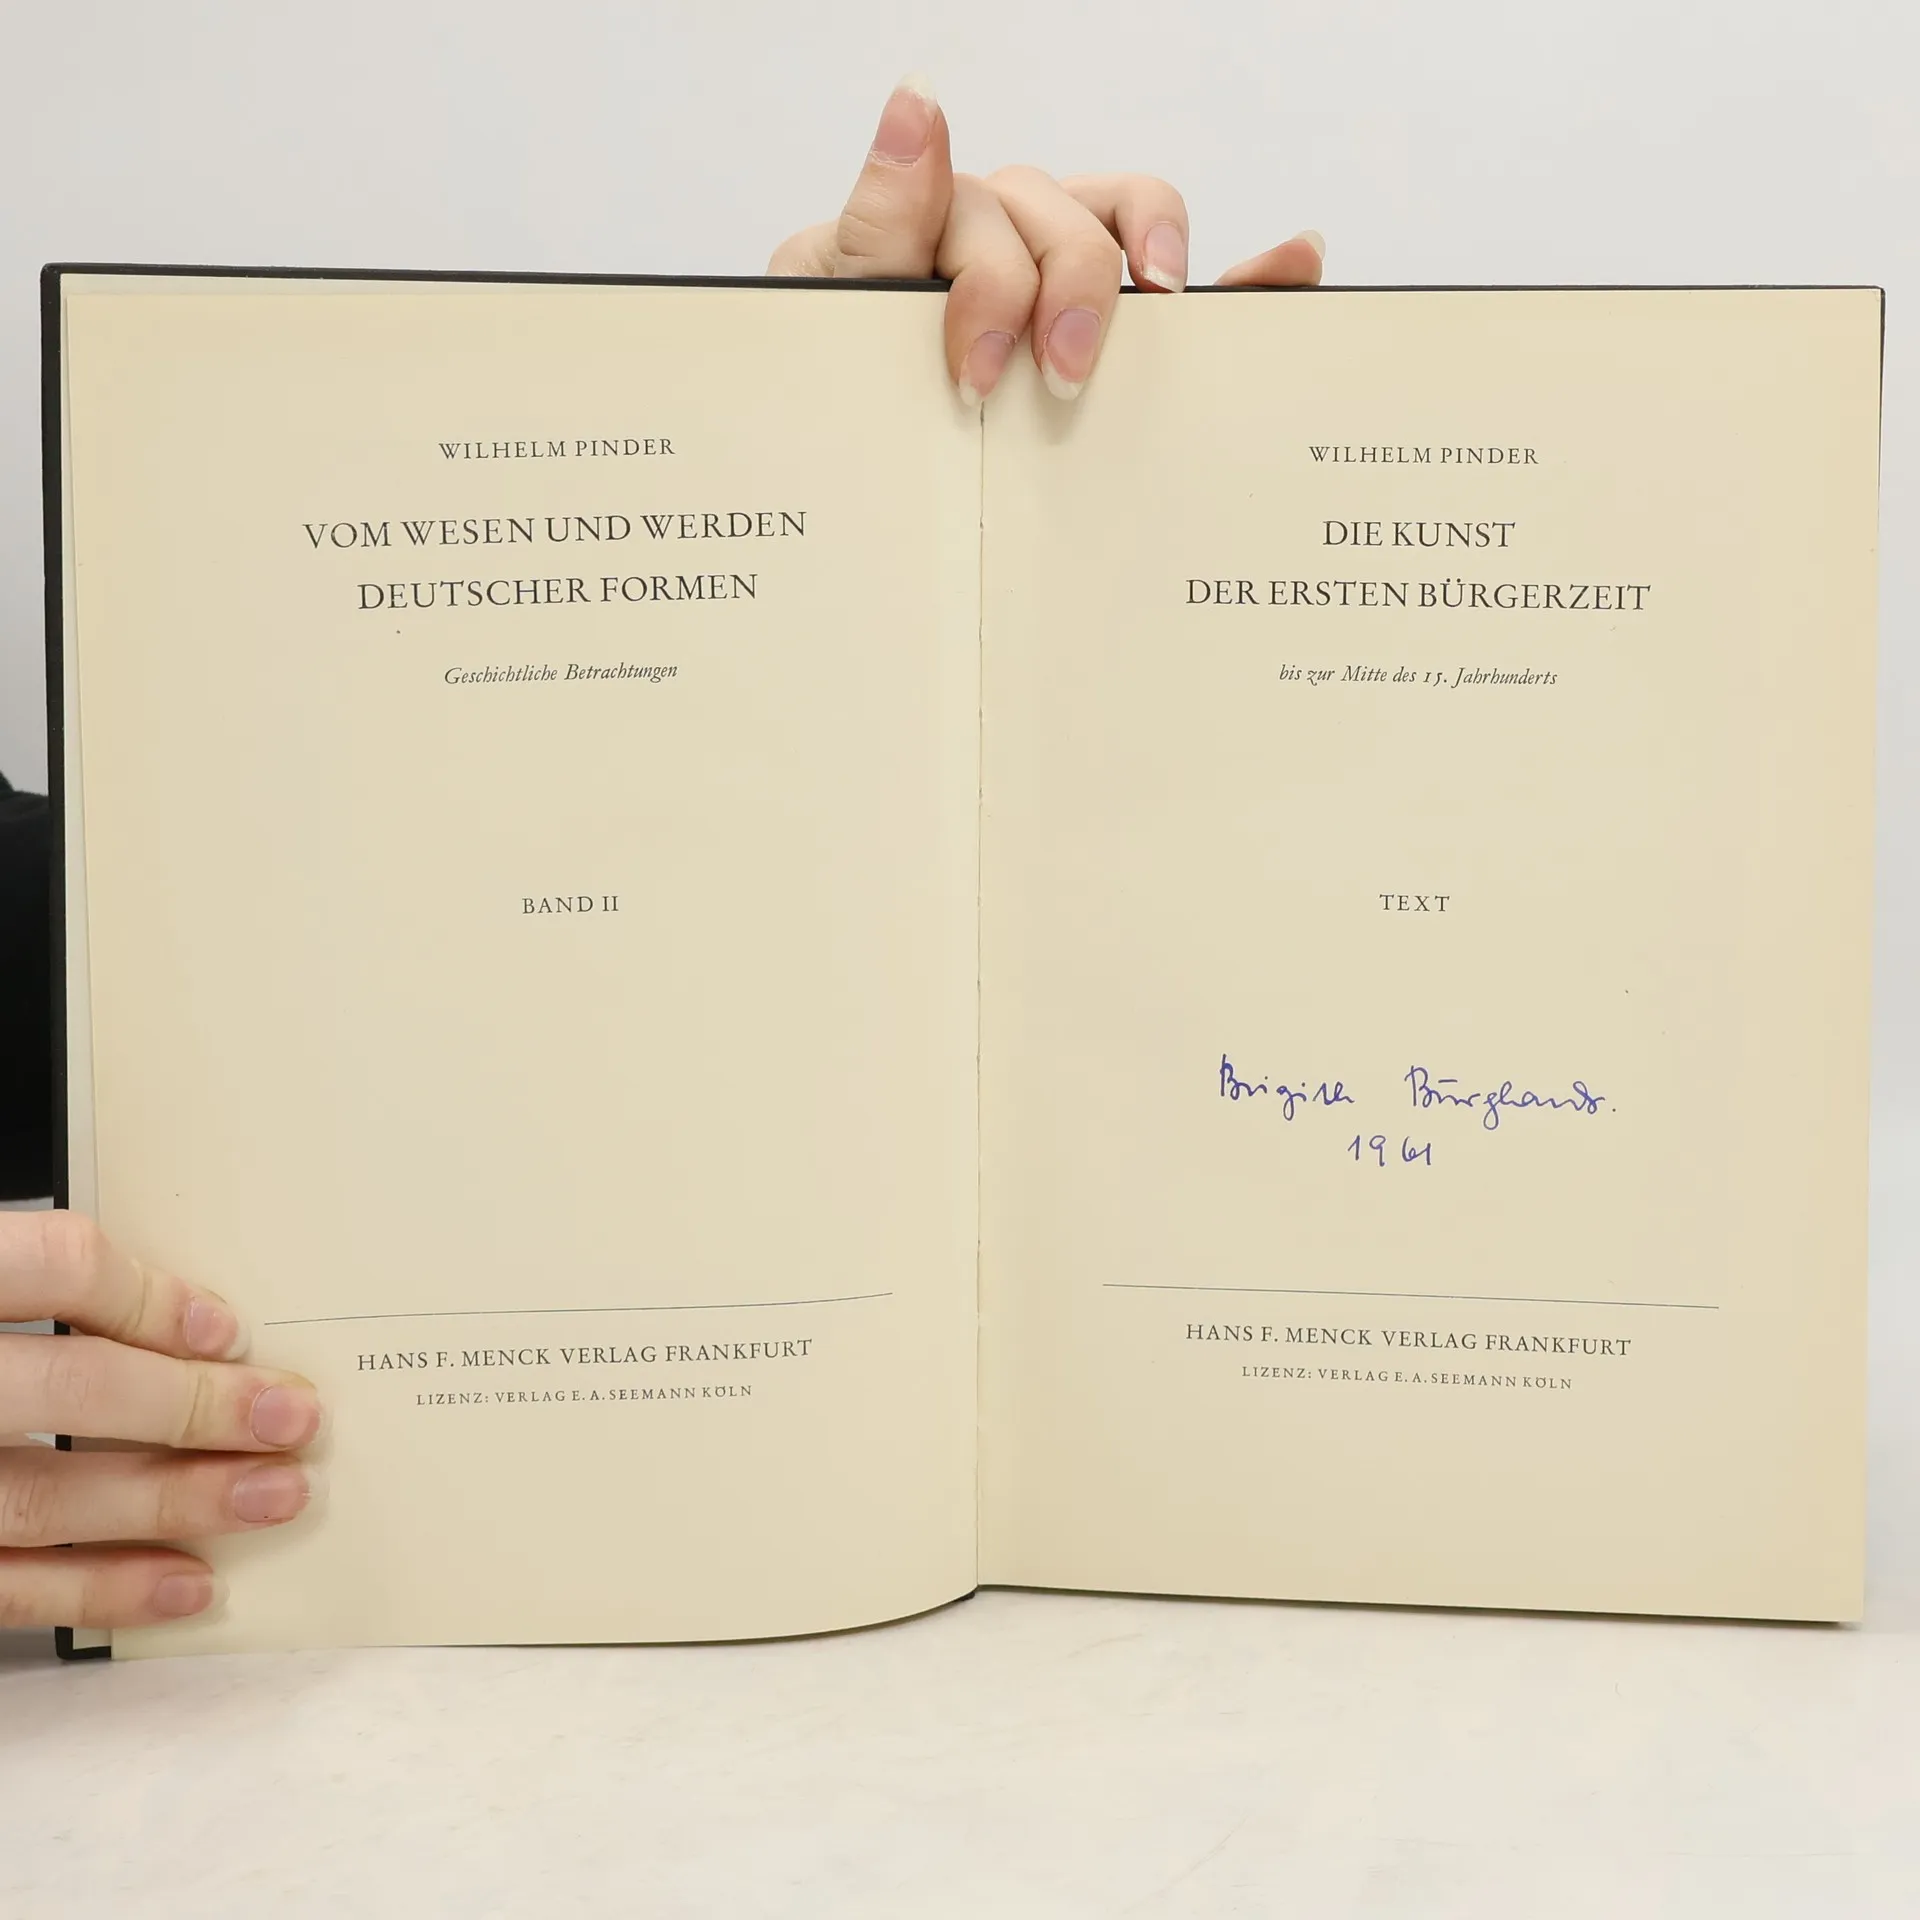 WILHELM PINDER
VOM WESEN UND WERDEN
DEUTSCHER FORMEN
Geschichtliche Betrachtungen
BAND II
HANS F. MENCK VERLAG FRANKFURT
LIZENZ: VERLAG E. A. SEEMANN KÖLN
WILHELM PINDER
DIE KUNST
DER ERSTEN BÜRGERZEIT
bis zur Mitte des 15. Jahrhunderts
TEXT
Brigitte
1961
HANS F. MENCK VERLAG FRANKFURT
LIZENZ: VERLAG E. A. SEEMANN KÖLN